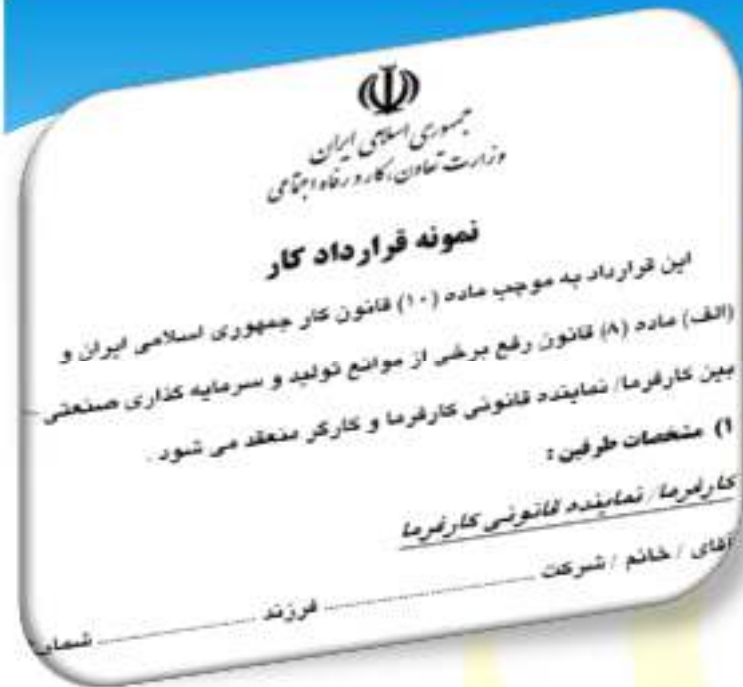 جمهوری اسلامی ایران
وزارت تعاون، کار و رفاه اجتماعی
نمونه قرارداد کار
این قرارداد به موجب ماده (۱۰) قانون کار جمهوری اسلامی ایران و
(الف) ماده (۸) قانون رفع برخی از موانع تولید و سرمایه گذاری صنعتی -
بین کارفرما/ نماینده قانونی کارفرما و کارگر منعقد می شود .
۱) مشخصات طرفین :
کارفرما/ نماینده قانونی کارفرما
آقای / خانم / شرکت .................... فرزند .................... شماره